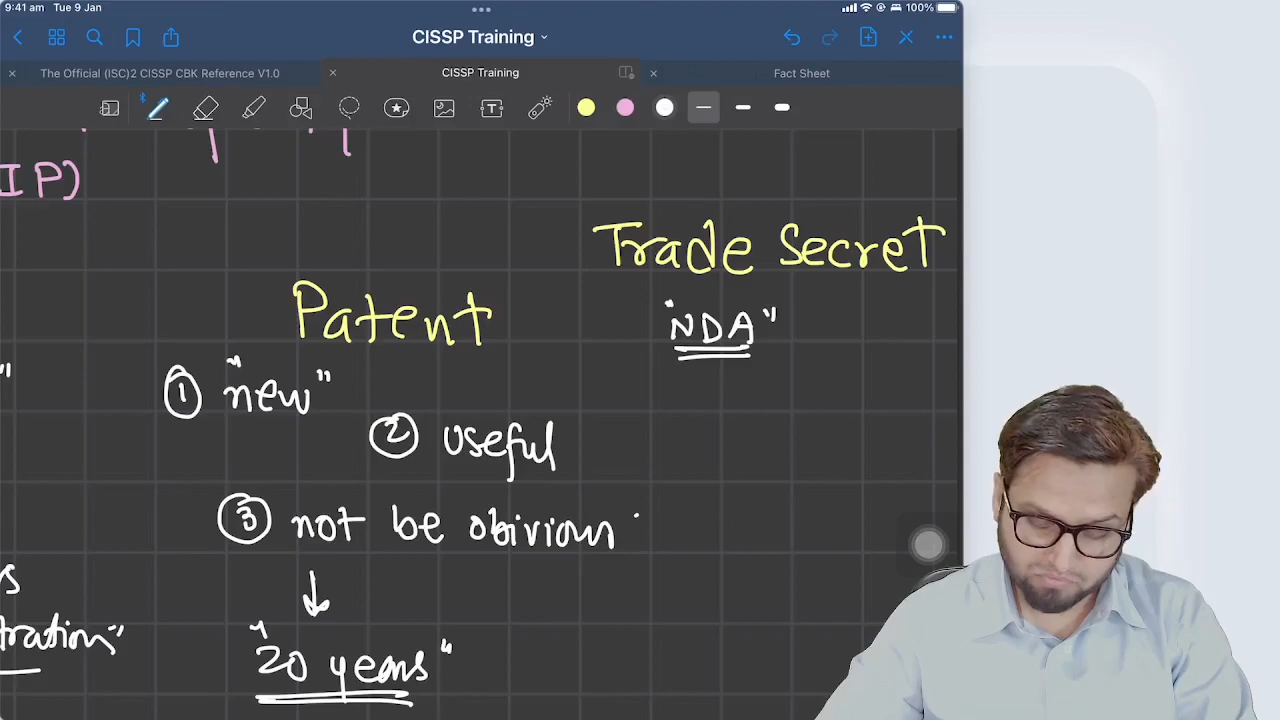 9:41 am Tue 9 Jan
100%
CISSP Training
The Official (ISC)2 CISSP CBK Reference V1.0
CISSP Training
Fact Sheet
IP)
Trade Secret
"NDA"
Patent
"
① "new"
② useful
③ not be obivious
s
tration"
"20 years"